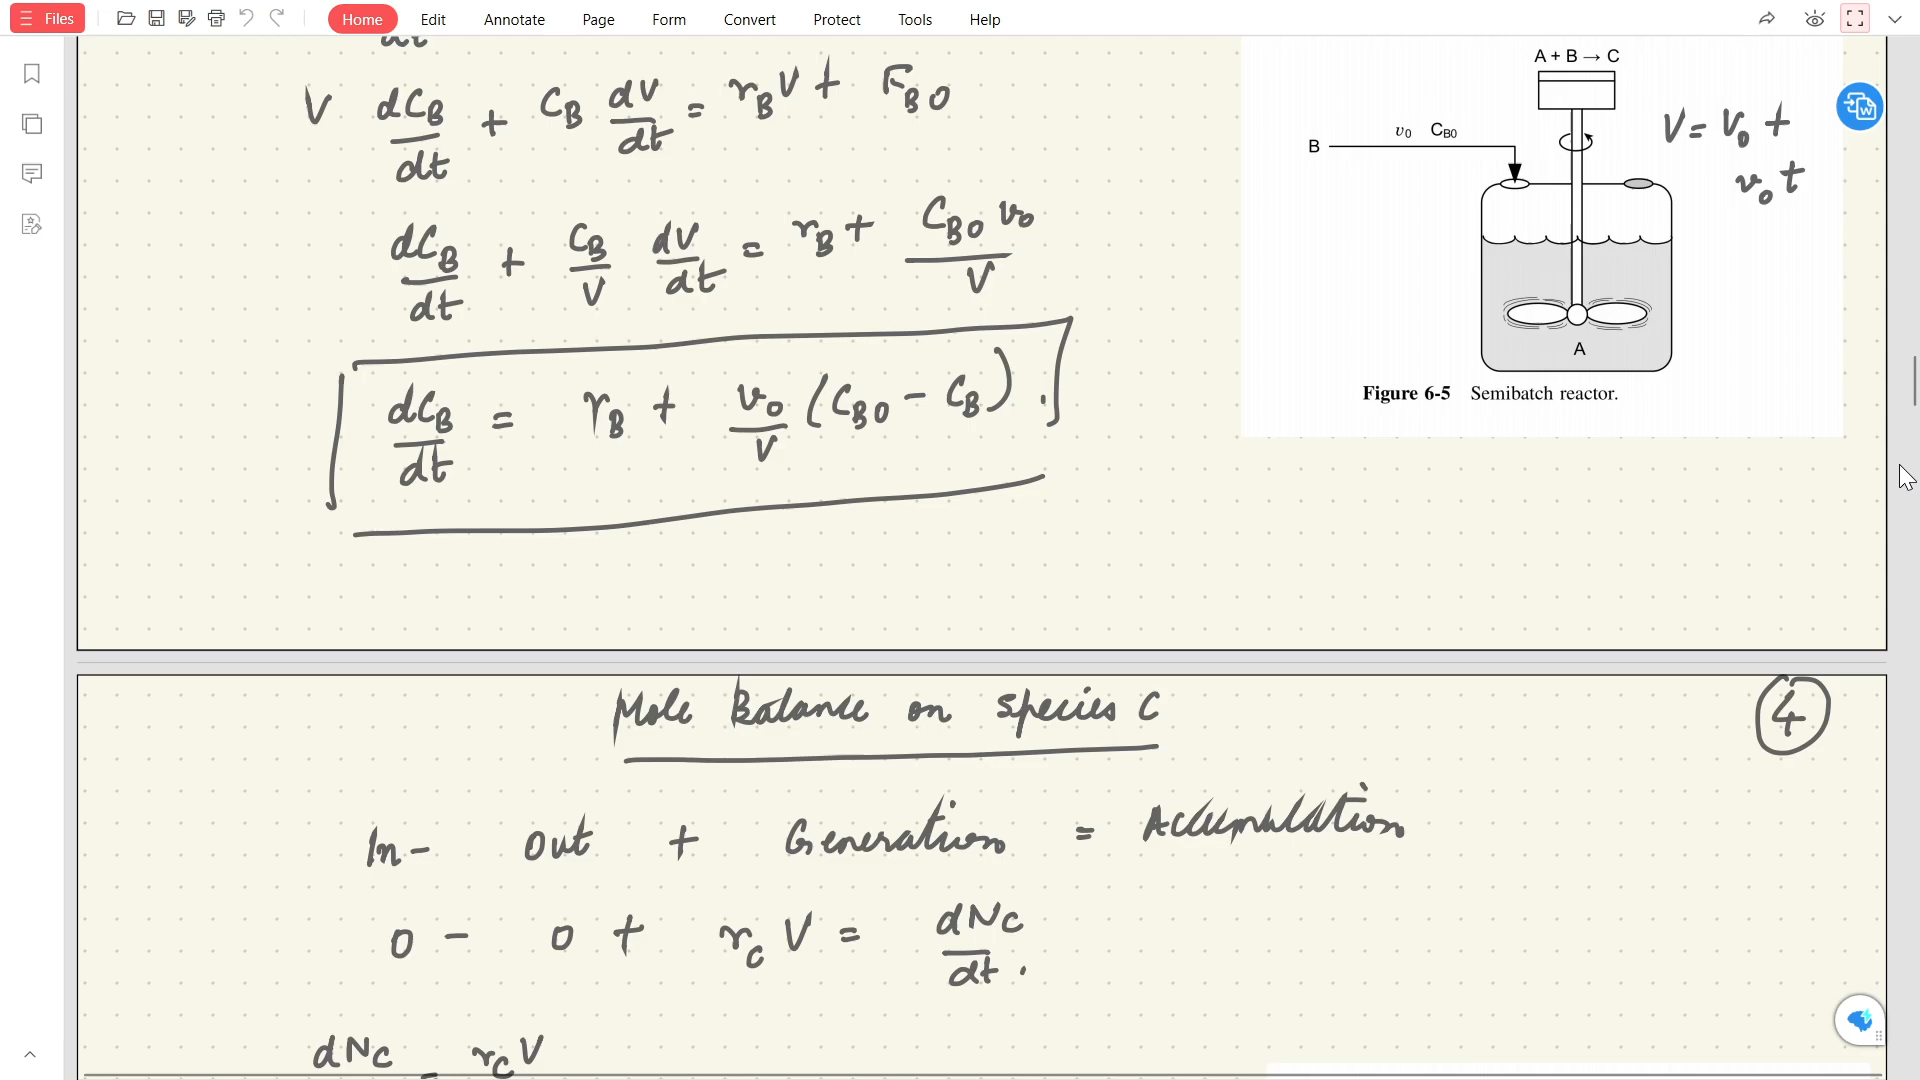 Files Home Edit Annotate Page Form Convert Protect Tools Help
dt
V dC_B/dt + C_B dV/dt = r_B V + F_B0
dC_B/dt + C_B/V dV/dt = r_B + C_B0 v_0/V
dC_B/dt = r_B + v_0/V (C_B0 - C_B).
A + B → C
B v_0 C_B0
V = V_0 +
v_0 t
A
Figure 6-5 Semibatch reactor.
Mole Balance on species C
4
In - Out + Generation = Accumulation
0 - 0 + r_C V = dN_C/dt.
dN_C = r_C V